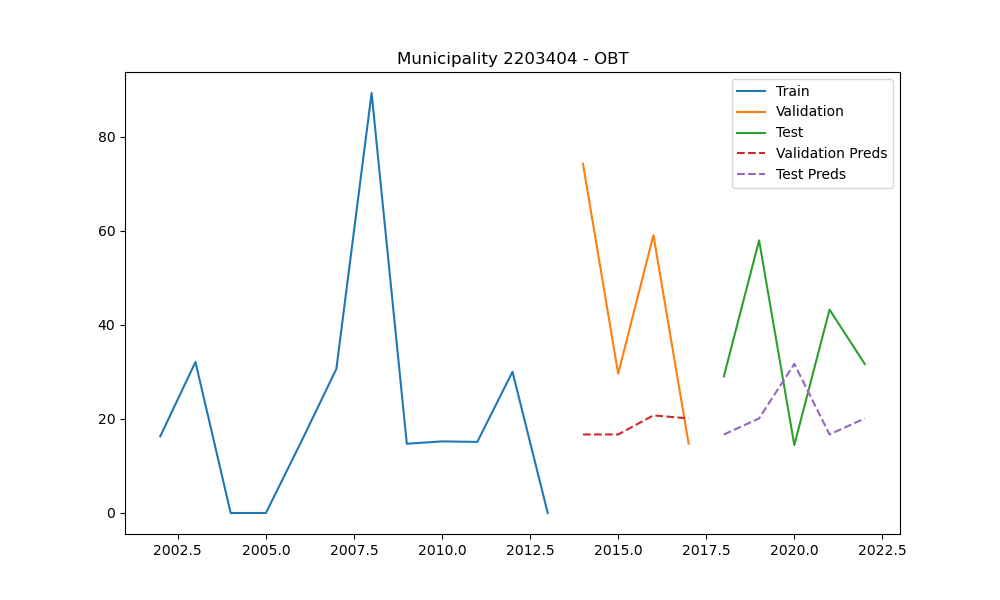 Municipality 2203404 - OBT
Train
Validation
Test
Validation Preds
Test Preds
80
60
40
20
0
2002.5 2005.0 2007.5 2010.0 2012.5 2015.0 2017.5 2020.0 2022.5